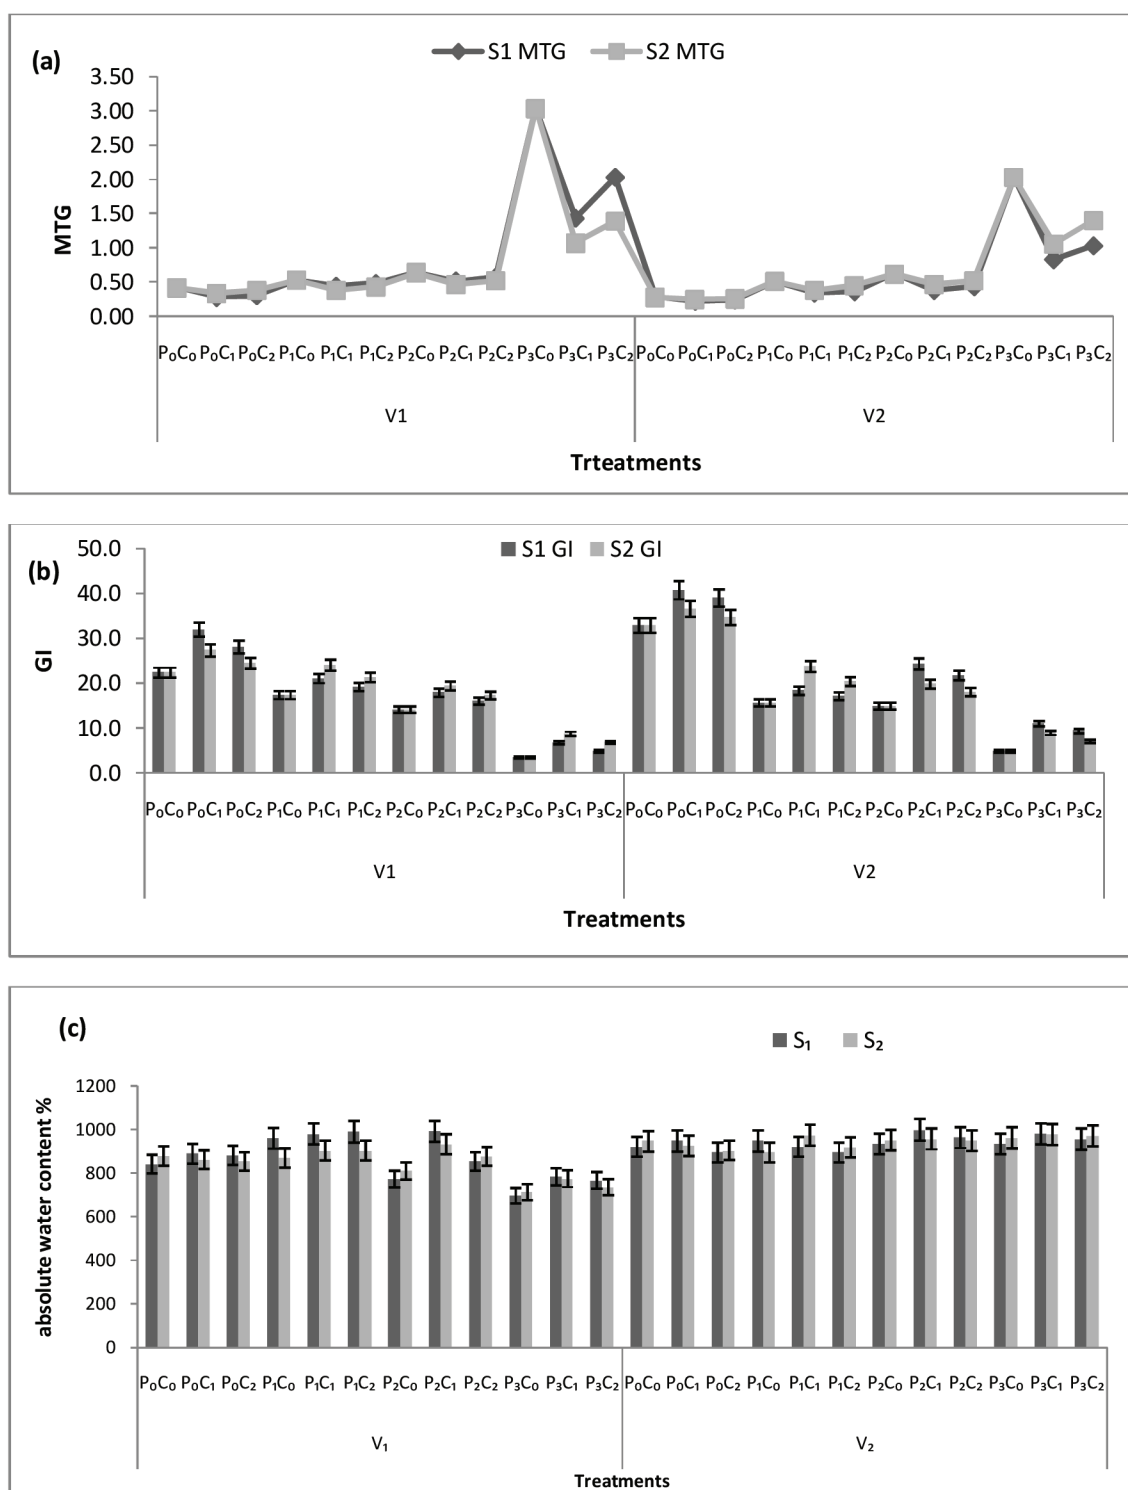 (a)
S1 MTG S2 MTG
3.50
3.00
2.50
2.00
1.50
1.00
0.50
0.00
MTG
P₀C₀ P₀C₁ P₀C₂ P₁C₀ P₁C₁ P₁C₂ P₂C₀ P₂C₁ P₂C₂ P₃C₀ P₃C₁ P₃C₂ P₀C₀ P₀C₁ P₀C₂ P₁C₀ P₁C₁ P₁C₂ P₂C₀ P₂C₁ P₂C₂ P₃C₀ P₃C₁ P₃C₂
V1 V2
Trteatments
(b)
S1 GI S2 GI
50.0
40.0
30.0
20.0
10.0
0.0
GI
P₀C₀ P₀C₁ P₀C₂ P₁C₀ P₁C₁ P₁C₂ P₂C₀ P₂C₁ P₂C₂ P₃C₀ P₃C₁ P₃C₂ P₀C₀ P₀C₁ P₀C₂ P₁C₀ P₁C₁ P₁C₂ P₂C₀ P₂C₁ P₂C₂ P₃C₀ P₃C₁ P₃C₂
V1 V2
Treatments
(c)
S₁ S₂
1200
1000
800
600
400
200
0
absolute water content %
P₀C₀ P₀C₁ P₀C₂ P₁C₀ P₁C₁ P₁C₂ P₂C₀ P₂C₁ P₂C₂ P₃C₀ P₃C₁ P₃C₂ P₀C₀ P₀C₁ P₀C₂ P₁C₀ P₁C₁ P₁C₂ P₂C₀ P₂C₁ P₂C₂ P₃C₀ P₃C₁ P₃C₂
V₁ V₂
Treatments